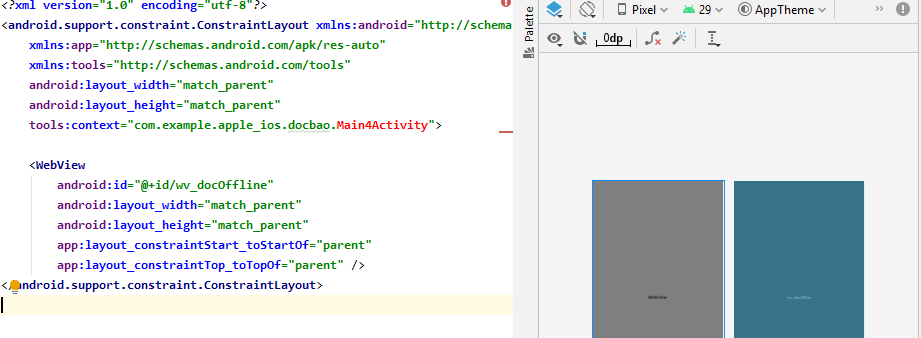 <?xml version="1.0" encoding="utf-8"?>
<android.support.constraint.ConstraintLayout xmlns:android="http://schema
xmlns:app="http://schemas.android.com/apk/res-auto"
xmlns:tools="http://schemas.android.com/tools"
android:layout_width="match_parent"
android:layout_height="match_parent"
tools:context="com.example.apple_ios.docbao.Main4Activity">
<WebView
android:id="@+id/wv_docOffline"
android:layout_width="match_parent"
android:layout_height="match_parent"
app:layout_constraintStart_toStartOf="parent"
app:layout_constraintTop_toTopOf="parent" />
</android.support.constraint.ConstraintLayout>
Palette
Pixel
29
AppTheme
»
0dp
WebView
wv_docOffline